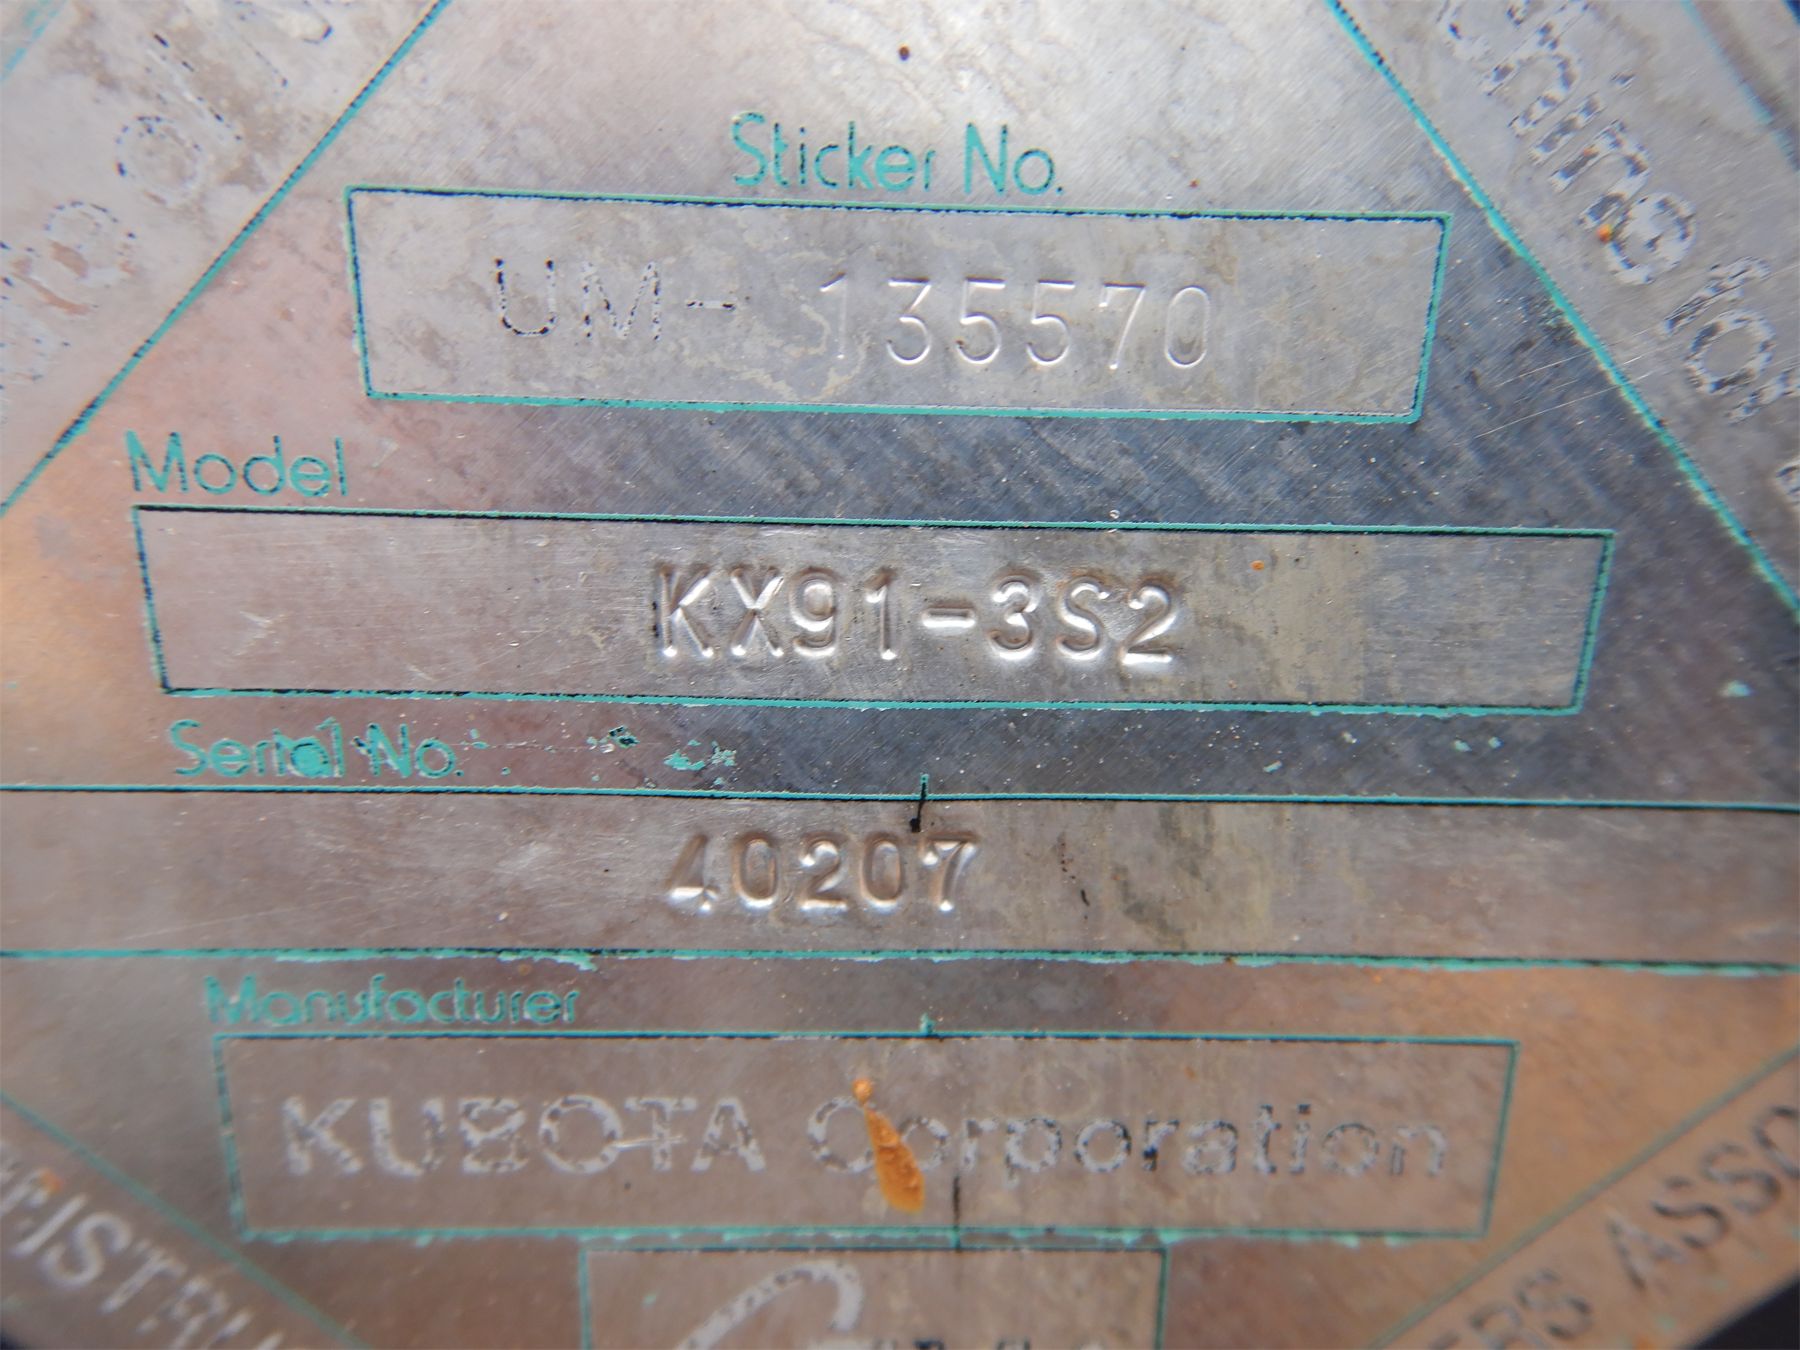 Sticker No.
UM- 135570
Model
KX91-3S2
Serial No.
40207
Manufacturer
KUBOTA Corporation